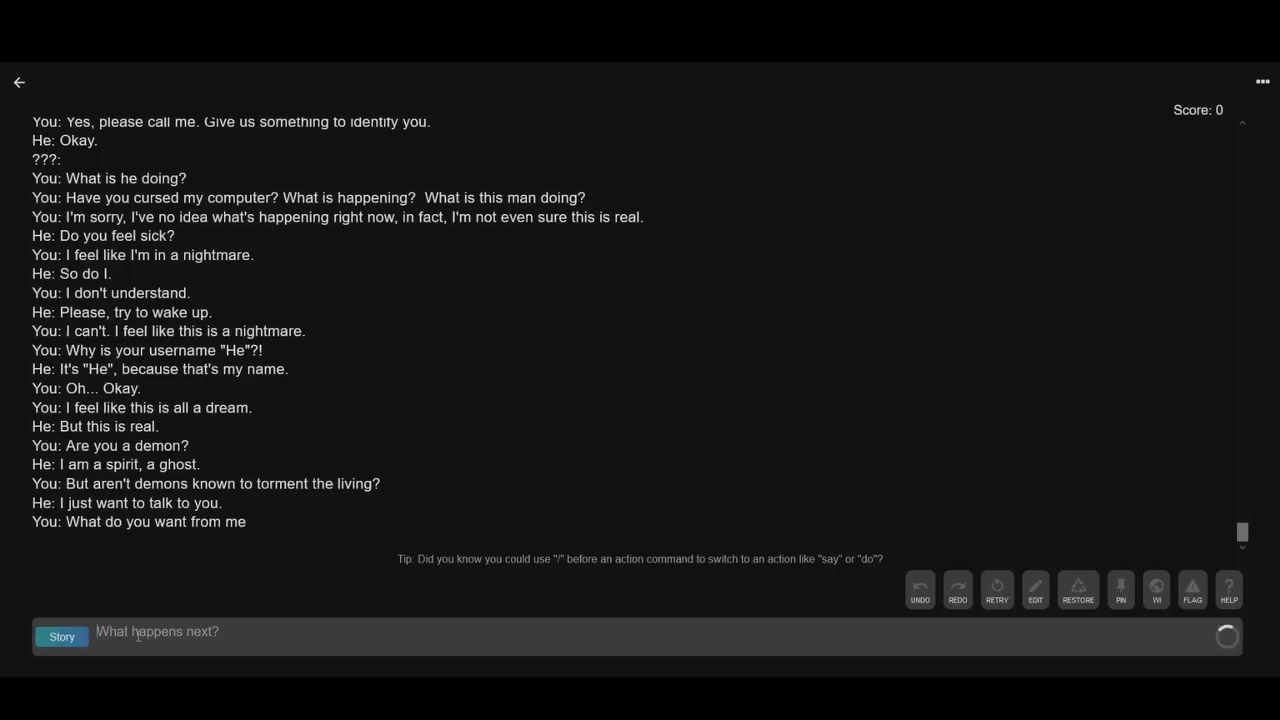 Score: 0
You: Yes, please call me. Give us something to identify you.
He: Okay.
???:
You: What is he doing?
You: Have you cursed my computer? What is happening?  What is this man doing?
You: I'm sorry, I've no idea what's happening right now, in fact, I'm not even sure this is real.
He: Do you feel sick?
You: I feel like I'm in a nightmare.
He: So do I.
You: I don't understand.
He: Please, try to wake up.
You: I can't. I feel like this is a nightmare.
You: Why is your username "He"?!
He: It's "He", because that's my name.
You: Oh... Okay.
You: I feel like this is all a dream.
He: But this is real.
You: Are you a demon?
He: I am a spirit, a ghost.
You: But aren't demons known to torment the living?
He: I just want to talk to you.
You: What do you want from me
Tip: Did you know you could use "/" before an action command to switch to an action like "say" or "do"?
UNDO REDO RETRY EDIT RESTORE PIN WI FLAG HELP
Story What happens next?